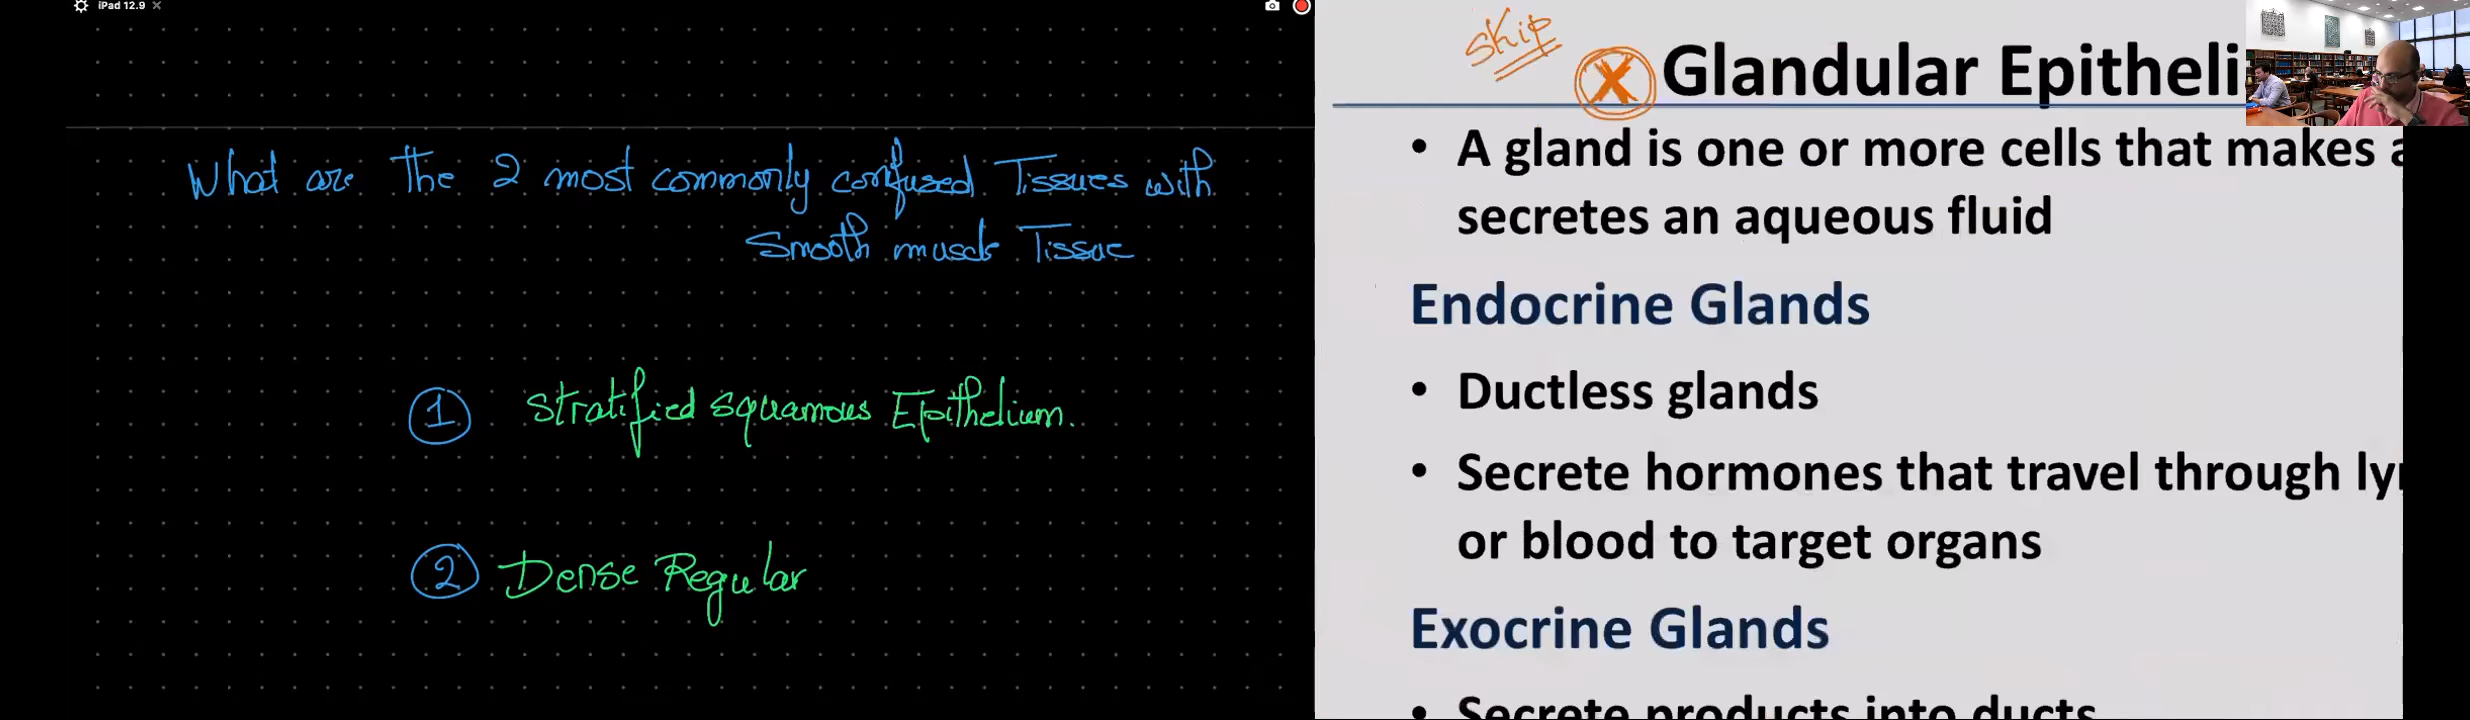 iPad 12.9
What are the 2 most commonly confused Tissues with
Smooth muscle Tissue
1 Stratified squamous Epithelium.
2 Dense Regular
skip
X Glandular Epitheli
• A gland is one or more cells that makes a
secretes an aqueous fluid
Endocrine Glands
• Ductless glands
• Secrete hormones that travel through ly
or blood to target organs
Exocrine Glands
• Secrete products into ducts